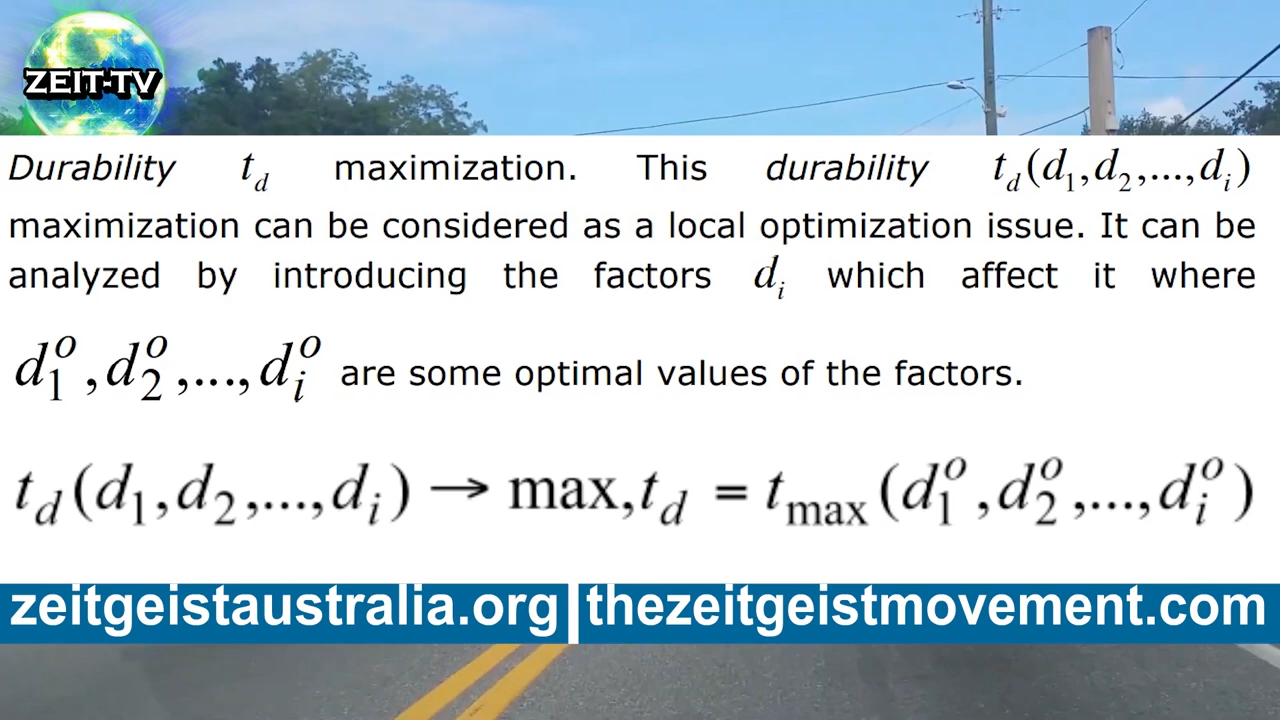 ZEIT-TV
Durability t_d maximization. This durability t_d(d_1,d_2,...,d_i)
maximization can be considered as a local optimization issue. It can be
analyzed by introducing the factors d_i which affect it where
d_1^o,d_2^o,...,d_i^o are some optimal values of the factors.
t_d(d_1,d_2,...,d_i) → max,t_d = t_max(d_1^o,d_2^o,...,d_i^o)
zeitgeistaustralia.org|thezeitgeistmovement.com